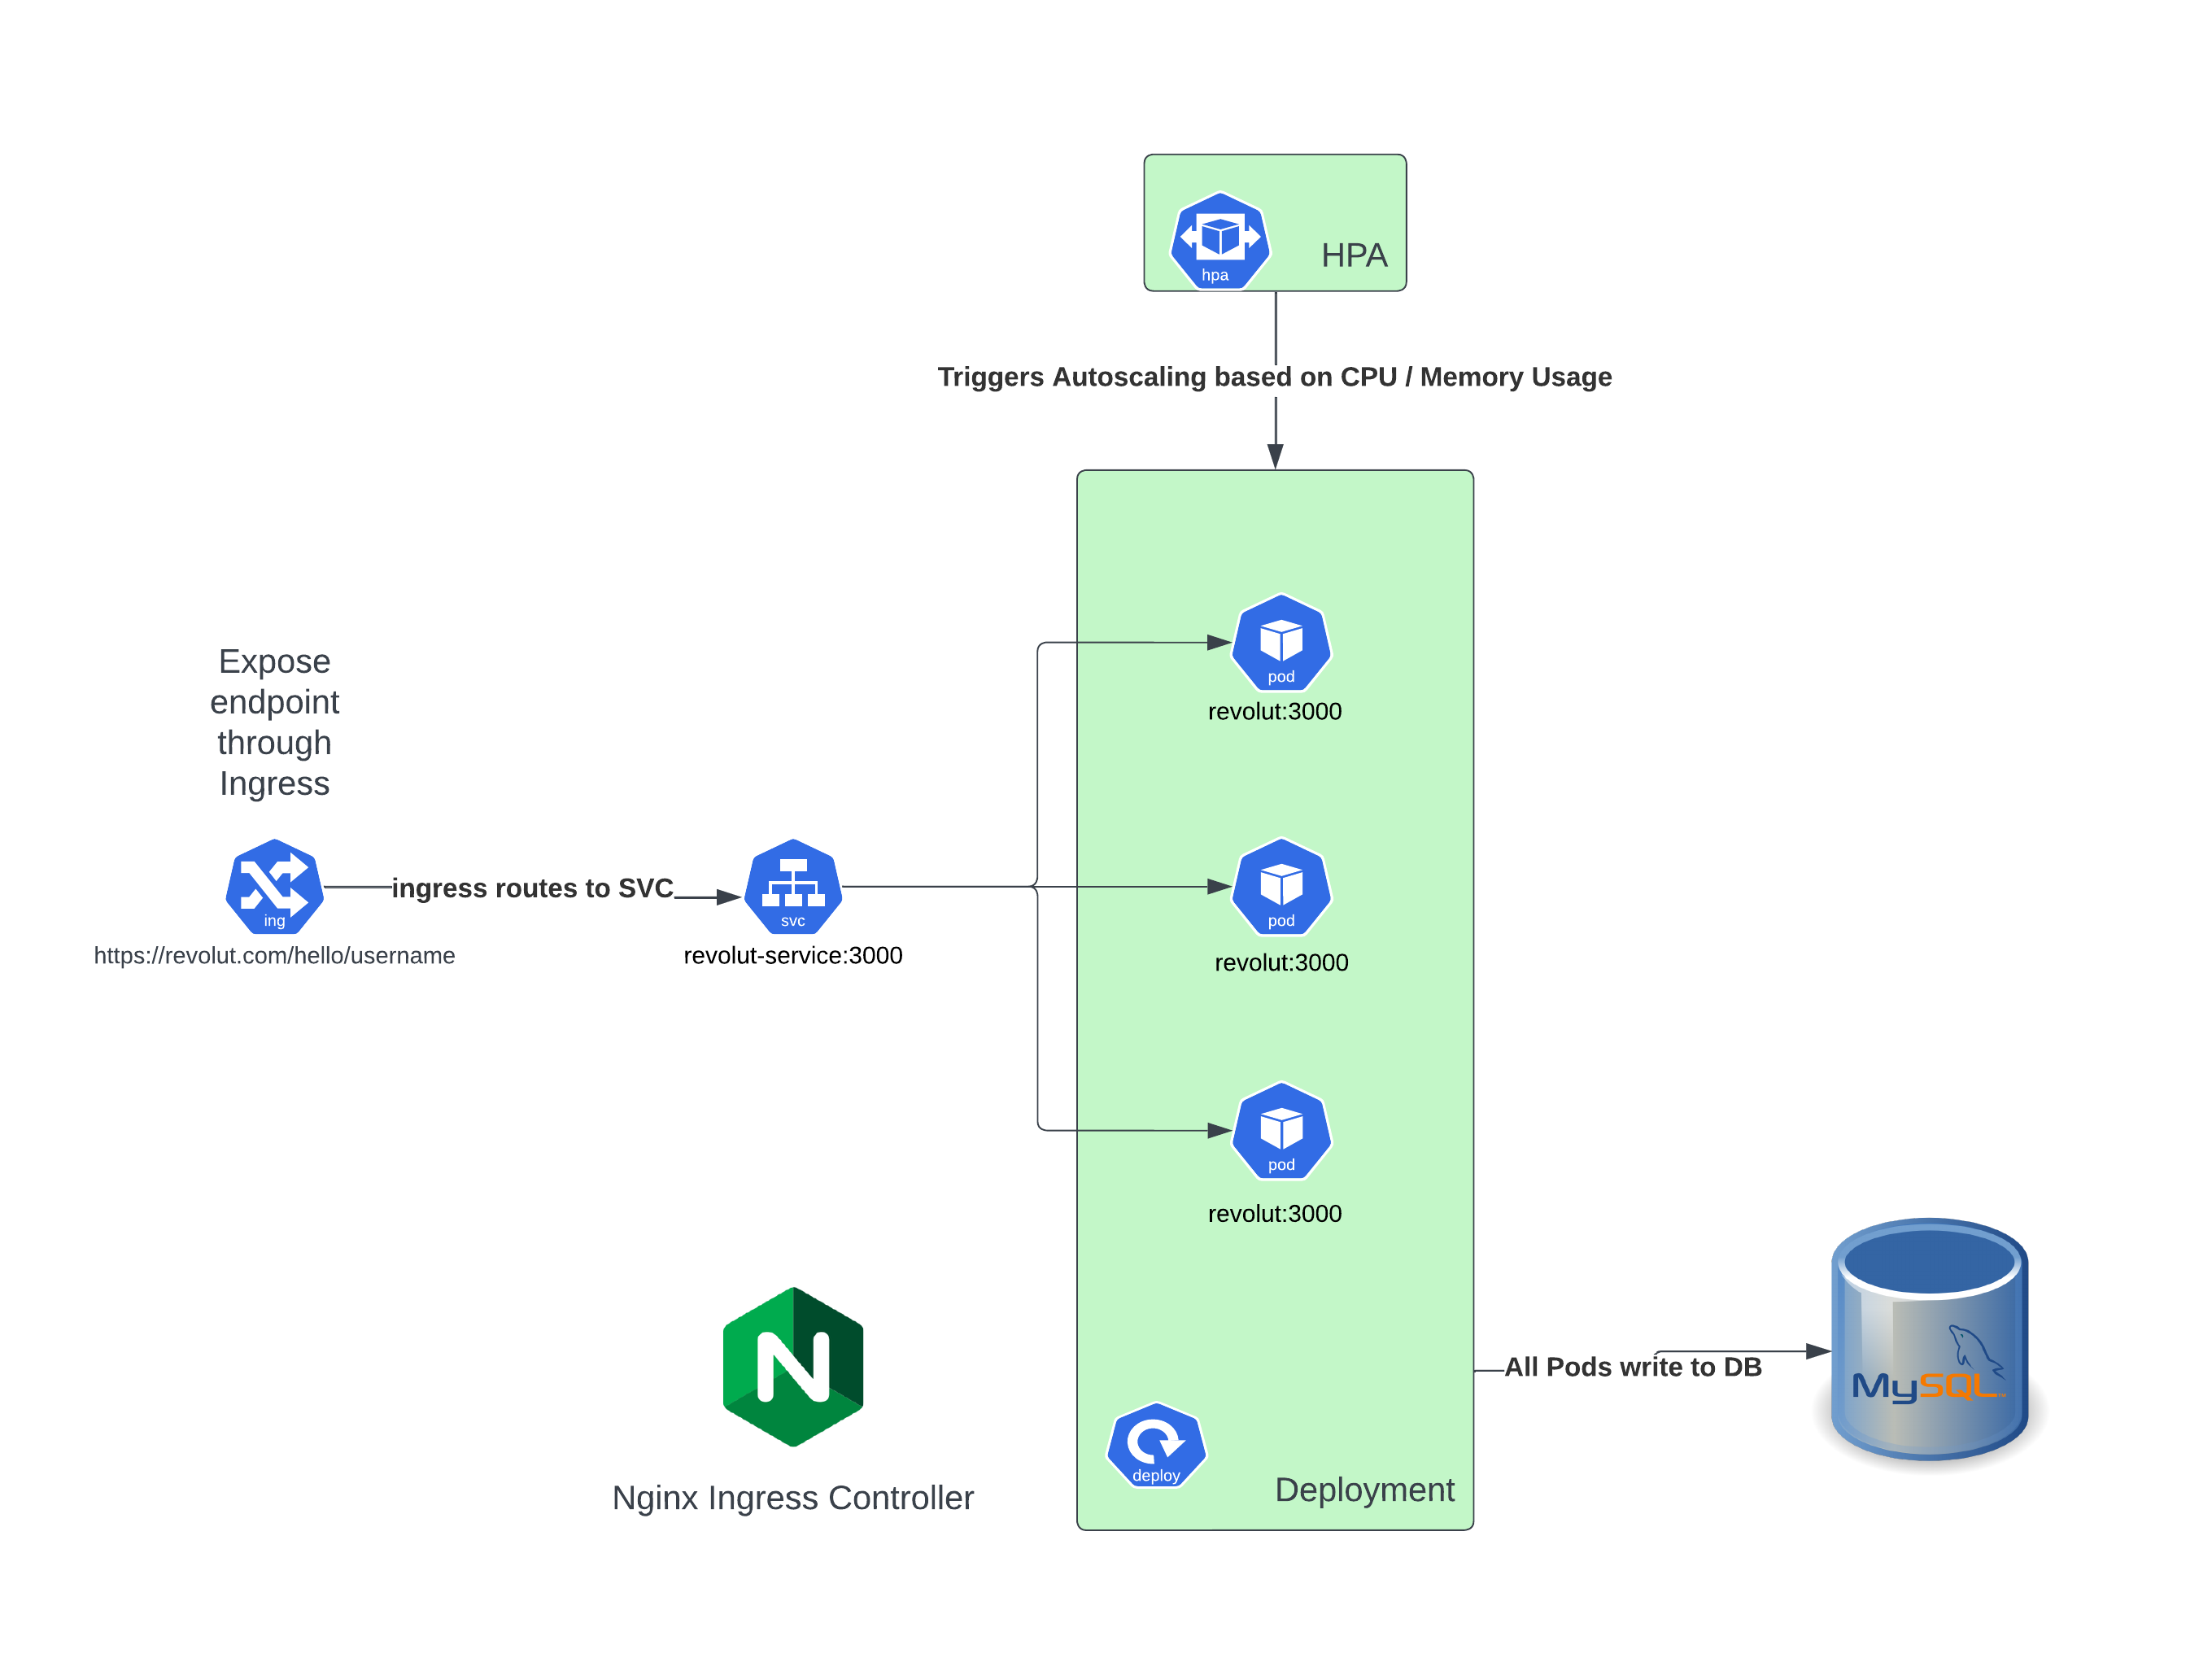 hpa
HPA
Triggers Autoscaling based on CPU / Memory Usage
Expose
endpoint
through
Ingress
ing
https://revolut.com/hello/username
ingress routes to SVC
svc
revolut-service:3000
pod
revolut:3000
pod
revolut:3000
pod
revolut:3000
N
Nginx Ingress Controller
deploy
Deployment
All Pods write to DB
MySQL™